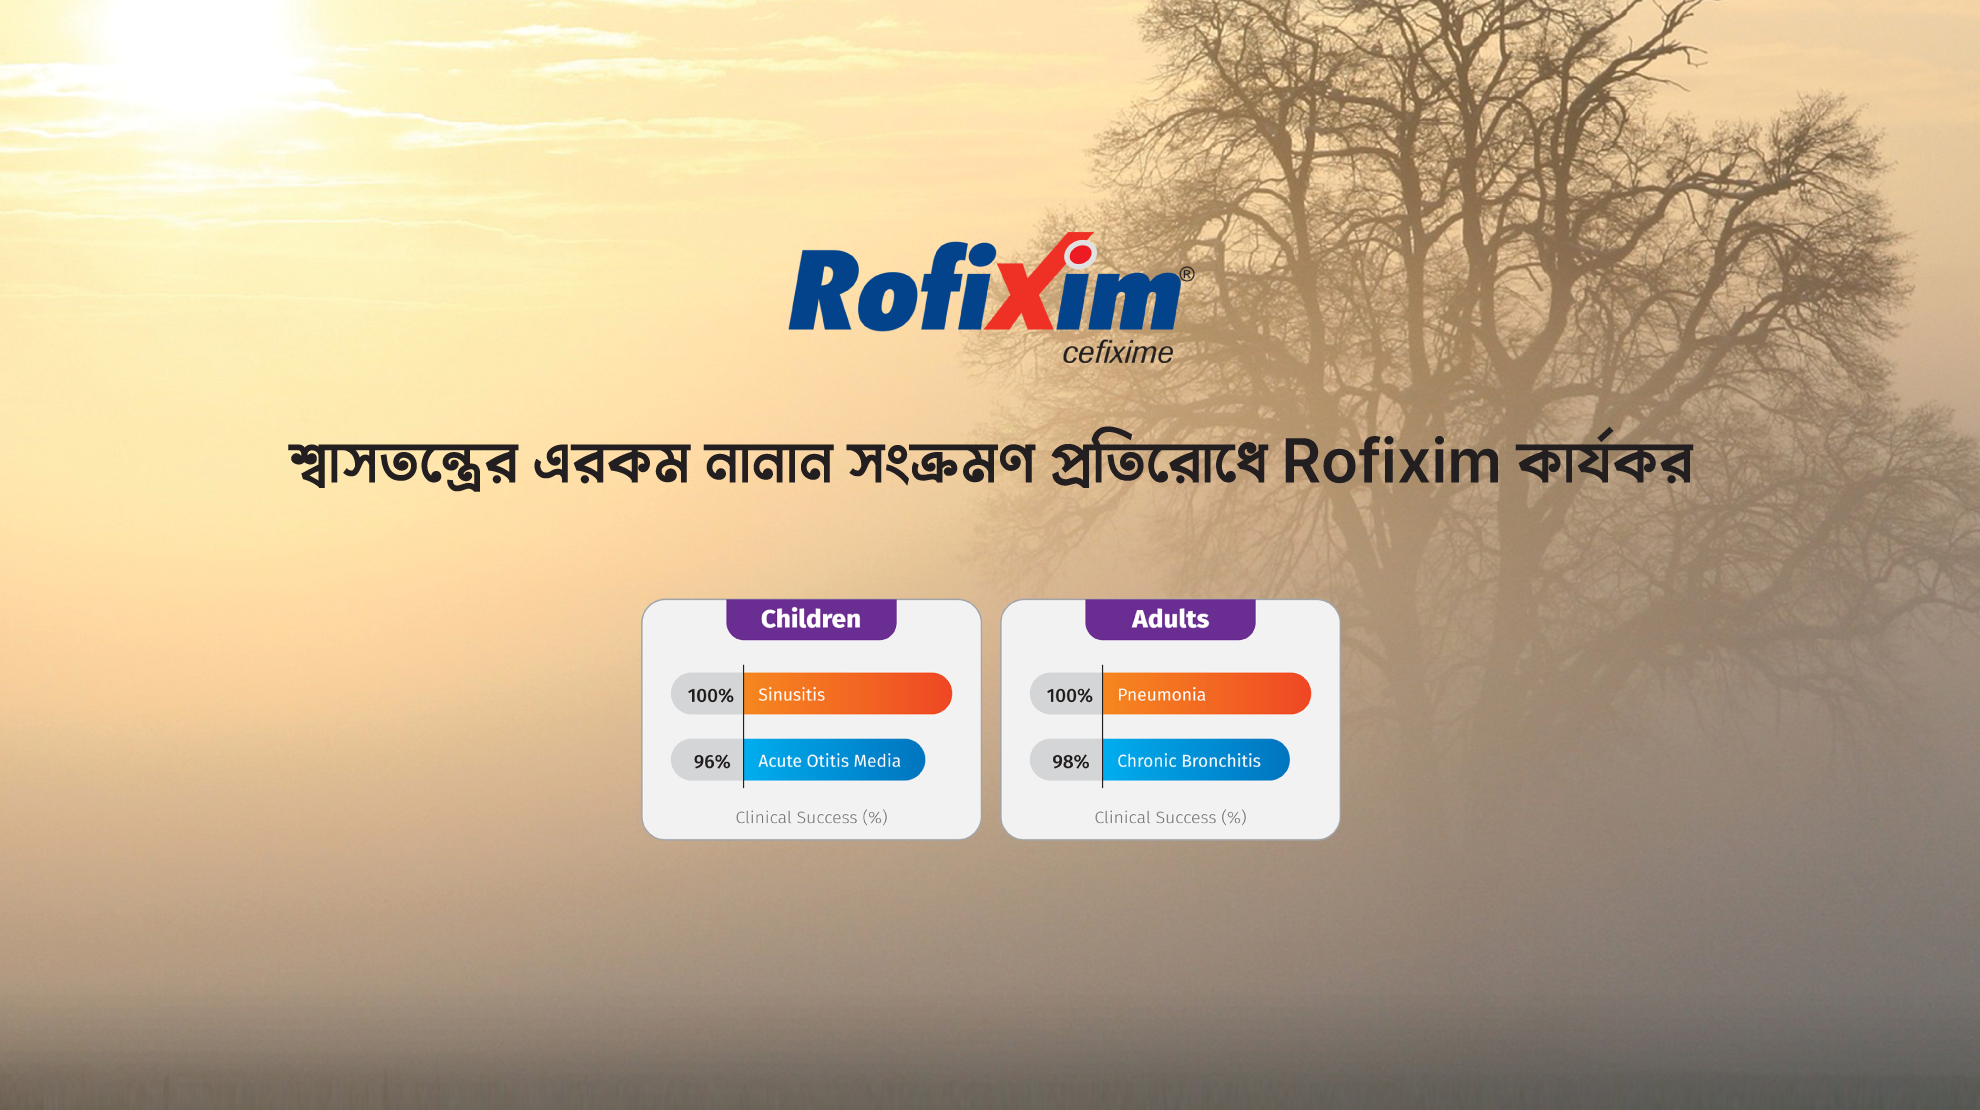 Rofixim®
cefixime
শ্বাসতন্ত্রের এরকম নানান সংক্রমণ প্রতিরোধে Rofixim কার্যকর
Children
100% Sinusitis
96% Acute Otitis Media
Clinical Success (%)
Adults
100% Pneumonia
98% Chronic Bronchitis
Clinical Success (%)